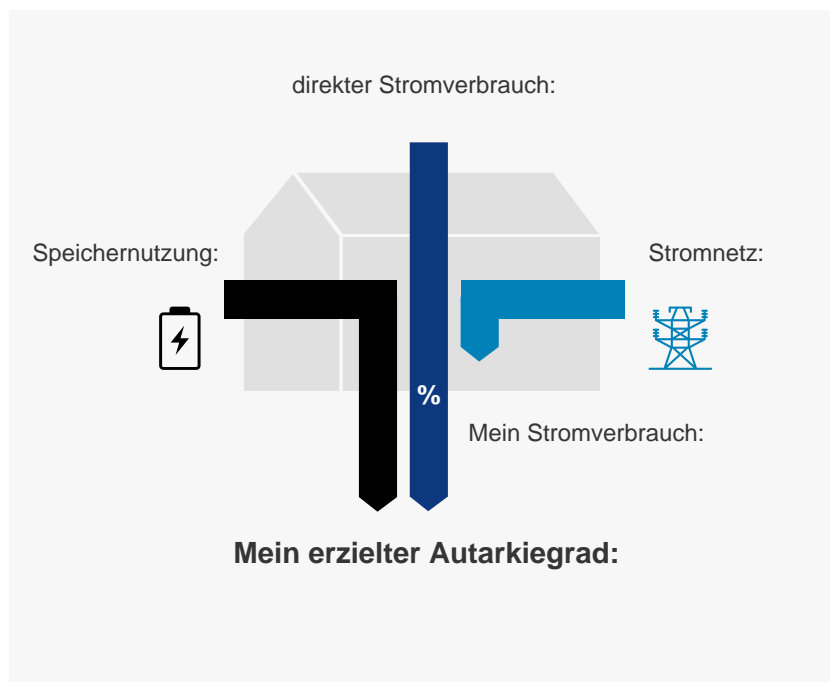 direkter Stromverbrauch:
Speichernutzung:
Stromnetz:
%
Mein Stromverbrauch:
Mein erzielter Autarkiegrad: